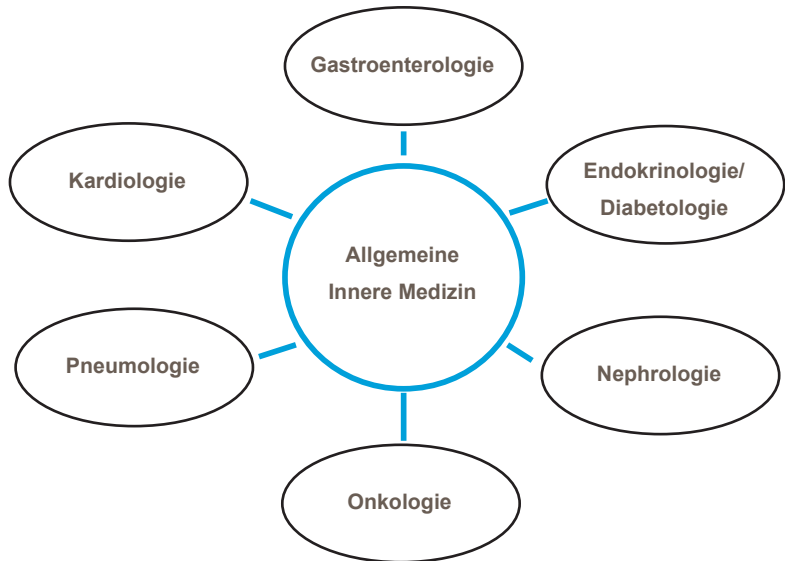 Gastroenterologie
Kardiologie
Endokrinologie/
Diabetologie
Allgemeine
Innere Medizin
Pneumologie
Nephrologie
Onkologie